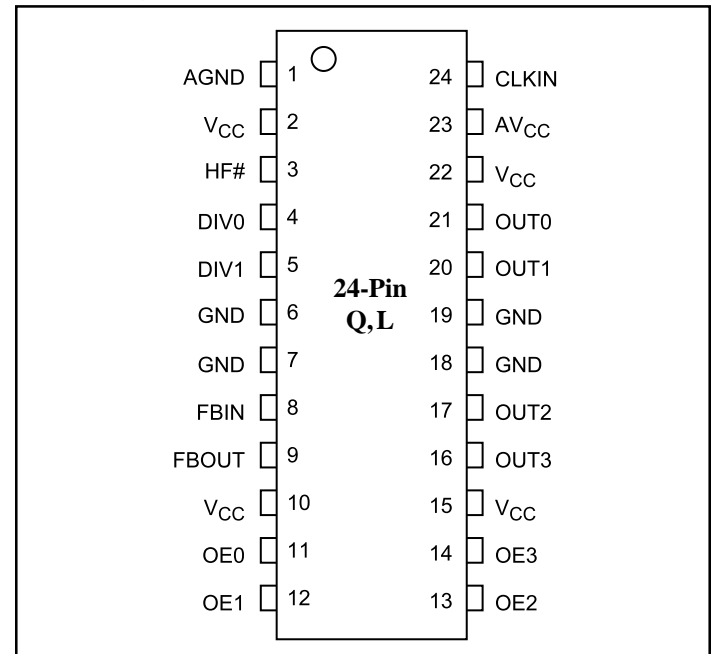 AGND 1 24 CLKIN
VCC 2 23 AVCC
HF# 3 22 VCC
DIV0 4 21 OUT0
DIV1 5 20 OUT1
24-Pin
Q, L
GND 6 19 GND
GND 7 18 GND
FBIN 8 17 OUT2
FBOUT 9 16 OUT3
VCC 10 15 VCC
OE0 11 14 OE3
OE1 12 13 OE2